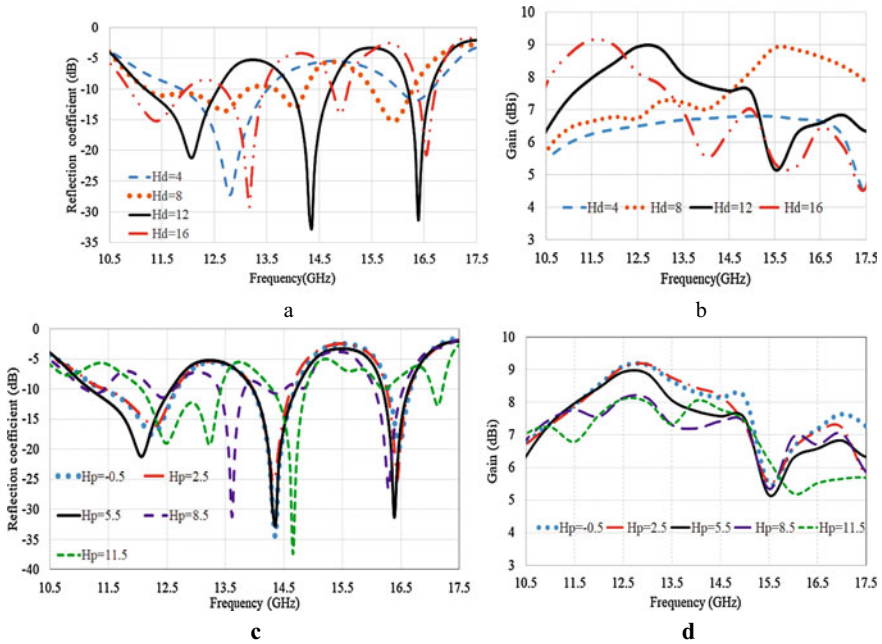 0
-5
-10
-15
-20
-25
-30
-35
Reflection coefficient (dB)
Hd=4
Hd=8
Hd=12
Hd=16
10.5 11.5 12.5 13.5 14.5 15.5 16.5 17.5
Frequency(GHz)
a
10
9
8
7
6
5
4
3
Gain (dBi)
Hd=4 Hd=8 Hd=12 Hd=16
10.5 11.5 12.5 13.5 14.5 15.5 16.5 17.5
Frequency(GHz)
b
0
-5
-10
-15
-20
-25
-30
-35
-40
Reflection coefficient (dB)
Hp=-0.5 Hp=2.5
Hp=5.5 Hp=8.5
Hp=11.5
10.5 11.5 12.5 13.5 14.5 15.5 16.5 17.5
Frequency (GHz)
c
10
9
8
7
6
5
4
3
Gain (dBi)
Hp=-0.5 Hp=2.5 Hp=5.5 Hp=8.5 Hp=11.5
10.5 11.5 12.5 13.5 14.5 15.5 16.5 17.5
Frequency (GHz)
d